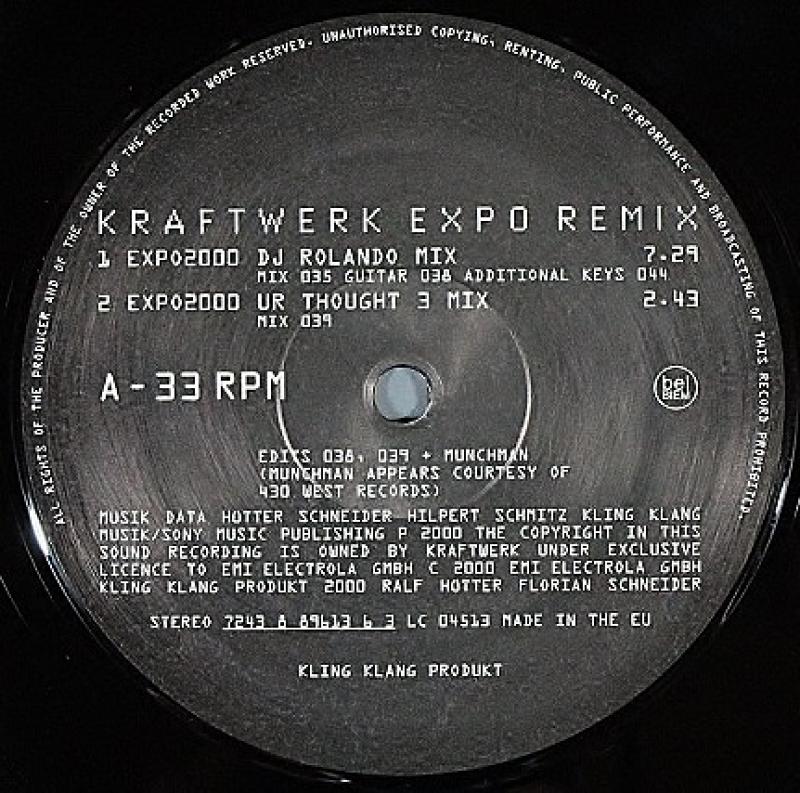 ALL RIGHTS OF THE PRODUCER AND OF THE OWNER OF THE RECORDED WORK RESERVED. UNAUTHORISED COPYING, RENTING, PUBLIC PERFORMANCE AND BROADCASTING OF THIS RECORD PROHIBITED.
KRAFTWERK EXPO REMIX
1 EXPO2000 DJ ROLANDO MIX 7.29
MIX 035 GUITAR 038 ADDITIONAL KEYS 044
2 EXPO2000 UR THOUGHT 3 MIX 2.43
MIX 039
A-33 RPM
bel
BIEM
EDITS 038, 039 + MUNCHMAN
(MUNCHMAN APPEARS COURTESY OF
430 WEST RECORDS)
MUSIK DATA HÜTTER SCHNEIDER HILPERT SCHMITZ KLING KLANG
MUSIK/SONY MUSIC PUBLISHING P 2000 THE COPYRIGHT IN THIS
SOUND RECORDING IS OWNED BY KRAFTWERK UNDER EXCLUSIVE
LICENCE TO EMI ELECTROLA GMBH C 2000 EMI ELECTROLA GMBH
KLING KLANG PRODUKT 2000 RALF HÜTTER FLORIAN SCHNEIDER
STEREO 7243 8 89613 6 3 LC 04513 MADE IN THE EU
KLING KLANG PRODUKT